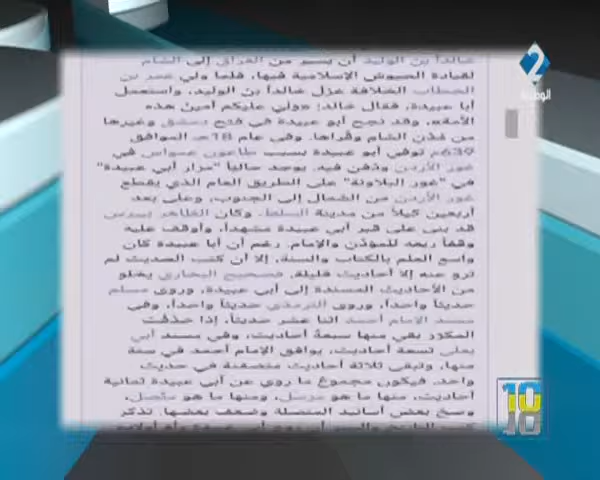 خالداً بن الوليد أن يسير من العراق إلى الشام
لقيادة الجيوش الإسلامية فيها، فلما ولي عمر بن
الخطاب الخلافة عزل خالداً بن الوليد، واستعمل
أبا عبيدة، فقال خالد: «ولي عليكم أمين هذه
الأمة»، وقد نجح أبو عبيدة في فتح دمشق وغيرها
من مُدُنِ الشام وقُراها. وفي عام 18هـ الموافق
639م توفي أبو عبيدة بسبب طاعون عمواس في
غور الأردن ودفن فيه. يوجد حالياً "مزار أبي عبيدة"
في "غور البلاونة" على الطريق العام الذي يقطع
غور الأردن من الشمال إلى الجنوب، وعلى بعد
أربعين كيلاً من مدينة السلط. وكان الظاهر بيبرس
قد بنى على قبر أبي عبيدة مشهداً، وأوقف عليه
وقفاً ريعه للمؤذن والإمام. رغم أن أبا عبيدة كان
واسع العلم بالكتاب والسنة، إلا أن كتب الحديث لم
ترو عنه إلا أحاديث قليلة، فصحيح البخاري يخلو
من الأحاديث المسندة إلى أبي عبيدة، وروى مسلم
حديثاً واحداً، وروى الترمذي حديثاً واحداً، وفي
مسند الإمام أحمد اثنا عشر حديثاً، إذا حذفت
المكرر بقي منها سبعة أحاديث، وفي مسند أبي
يعلى تسعة أحاديث، يوافق الإمام أحمد في ستة
منها، وتبقى ثلاثة أحاديث متضمنة في حديث
واحد، فيكون مجموع ما روي عن أبي عبيدة ثمانية
أحاديث، منها ما هو مرسل، ومنها ما هو متصل،
وصح بعض أسانيد المتصلة وضعف بعضها. تذكر
2
الوطنية
10